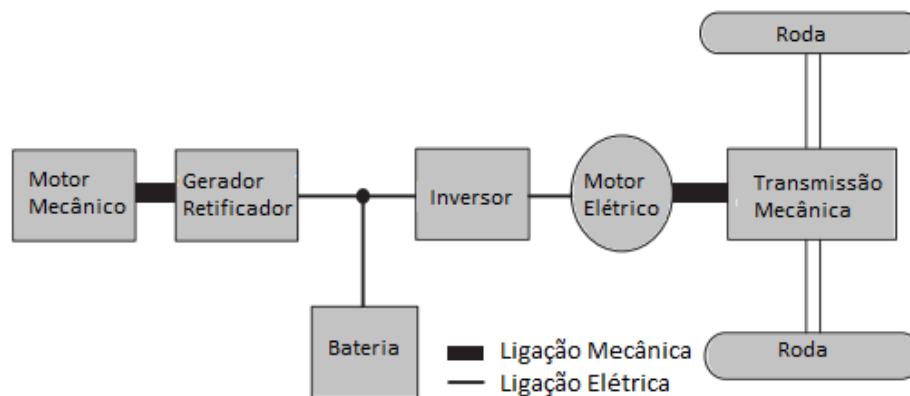 Roda
Motor
Mecânico
Gerador
Retificador
Inversor
Motor
Elétrico
Transmissão
Mecânica
Bateria
Ligação Mecânica
Ligação Elétrica
Roda